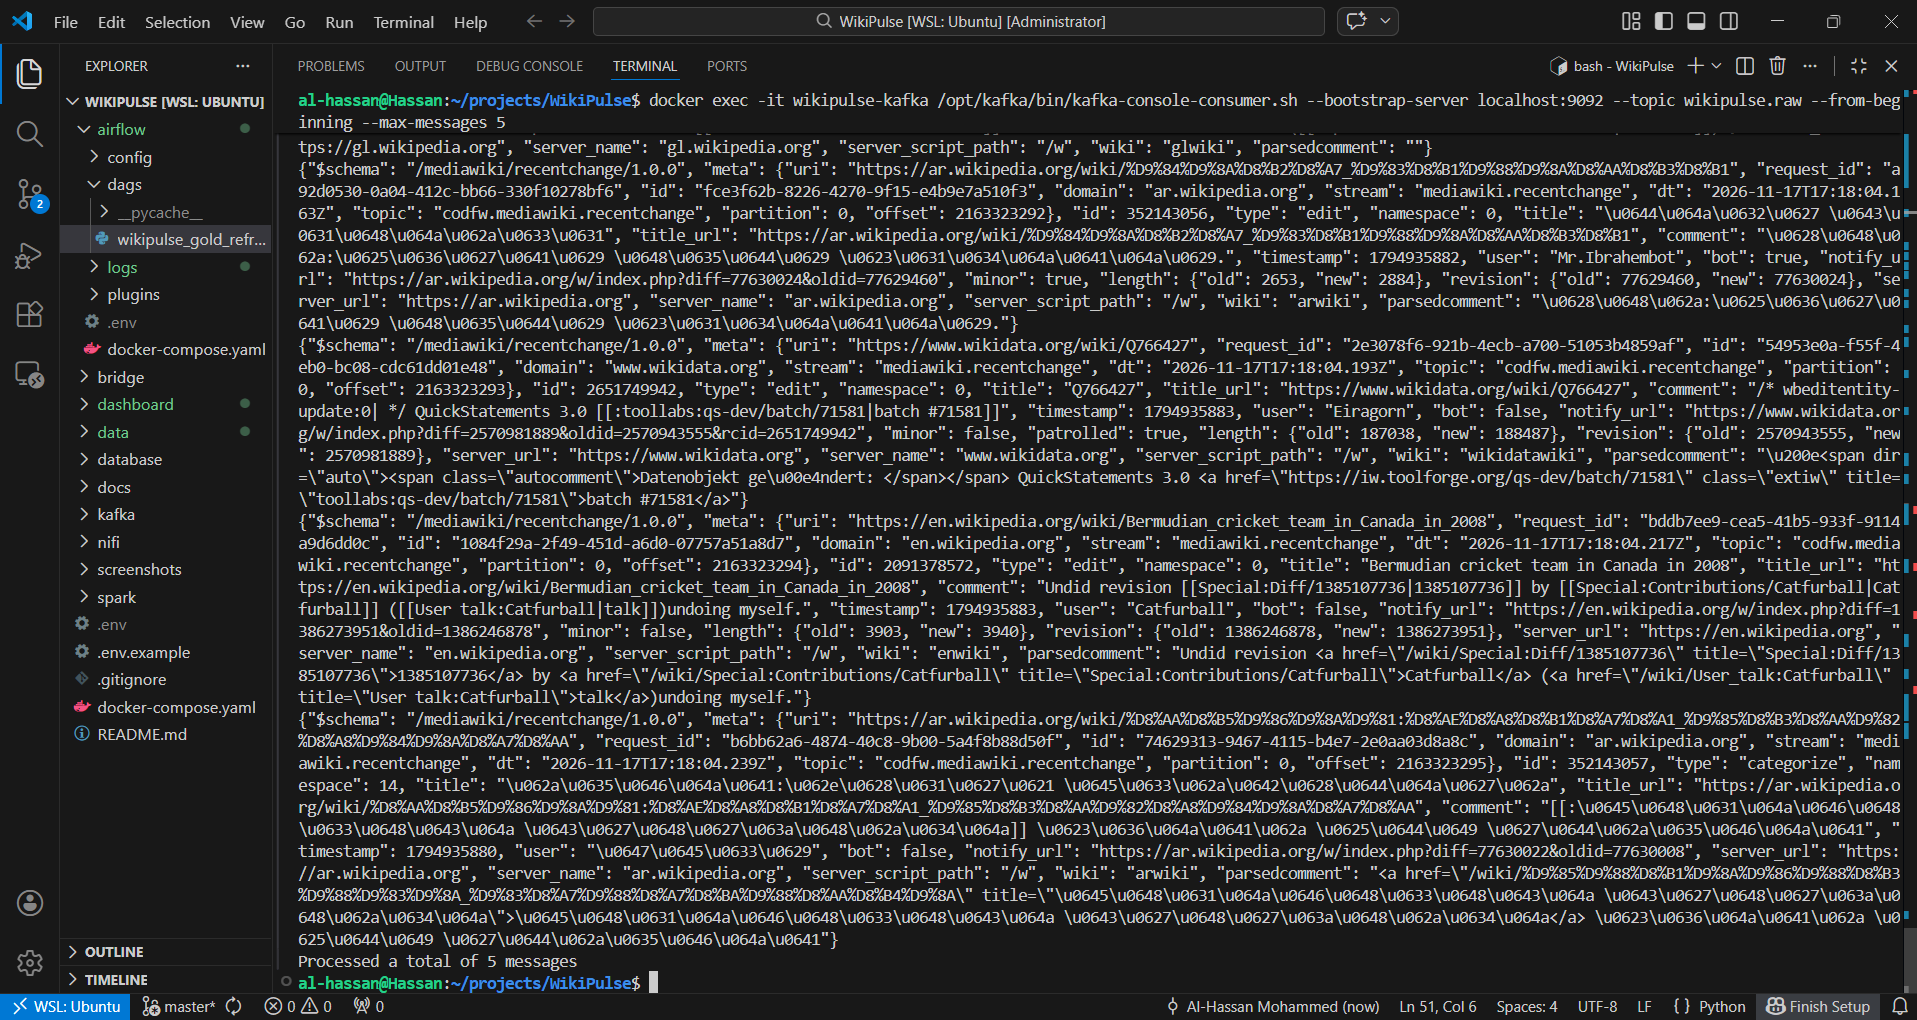 File Edit Selection View Go Run Terminal Help
WikiPulse [WSL: Ubuntu] [Administrator]
EXPLORER
WIKIPULSE [WSL: UBUNTU]
airflow
config
dags
__pycache__
wikipulse_gold_refr...
logs
plugins
.env
docker-compose.yaml
bridge
dashboard
data
database
docs
kafka
nifi
screenshots
spark
.env
.env.example
.gitignore
docker-compose.yaml
README.md
OUTLINE
TIMELINE
2
PROBLEMS OUTPUT DEBUG CONSOLE TERMINAL PORTS
bash - WikiPulse
al-hassan@Hassan:~/projects/WikiPulse$ docker exec -it wikipulse-kafka /opt/kafka/bin/kafka-console-consumer.sh --bootstrap-server localhost:9092 --topic wikipulse.raw --from-beg
inning --max-messages 5
tps://gl.wikipedia.org", "server_name": "gl.wikipedia.org", "server_script_path": "/w", "wiki": "glwiki", "parsedcomment": ""}
{"$schema": "/mediawiki/recentchange/1.0.0", "meta": {"uri": "https://ar.wikipedia.org/wiki/%D9%84%D9%8A%D8%B2%D8%A7_%D9%83%D8%B1%D9%88%D9%8A%D8%AA%D8%B3%D8%B1", "request_id": "a
92d0530-0a04-412c-bb66-330f10278bf6", "id": "fce3f62b-8226-4270-9f15-e4b9e7a510f3", "domain": "ar.wikipedia.org", "stream": "mediawiki.recentchange", "dt": "2026-11-17T17:18:04.1
63Z", "topic": "codfw.mediawiki.recentchange", "partition": 0, "offset": 2163323292}, "id": 352143056, "type": "edit", "namespace": 0, "title": "\u0644\u064a\u0632\u0627 \u0643\u
0631\u0648\u064a\u062a\u0633\u0631", "title_url": "https://ar.wikipedia.org/wiki/%D9%84%D9%8A%D8%B2%D8%A7_%D9%83%D8%B1%D9%88%D9%8A%D8%AA%D8%B3%D8%B1", "comment": "\u0628\u0648\u0
62a:\u0625\u0636\u0627\u0641\u0629 \u0648\u0635\u0644\u0629 \u0623\u0631\u0634\u064a\u0641\u064a\u0629.", "timestamp": 1794935882, "user": "Mr.Ibrahembot", "bot": true, "notify_u
rl": "https://ar.wikipedia.org/w/index.php?diff=77630024&oldid=77629460", "minor": true, "length": {"old": 2653, "new": 2884}, "revision": {"old": 77629460, "new": 77630024}, "se
rver_url": "https://ar.wikipedia.org", "server_name": "ar.wikipedia.org", "server_script_path": "/w", "wiki": "arwiki", "parsedcomment": "\u0628\u0648\u062a:\u0625\u0636\u0627\u0
641\u0629 \u0648\u0635\u0644\u0629 \u0623\u0631\u0634\u064a\u0641\u064a\u0629."}
{"$schema": "/mediawiki/recentchange/1.0.0", "meta": {"uri": "https://www.wikidata.org/wiki/Q766427", "request_id": "2e3078f6-921b-4ecb-a700-51053b4859af", "id": "54953e0a-f55f-4
eb0-bc08-cdc61dd01e48", "domain": "www.wikidata.org", "stream": "mediawiki.recentchange", "dt": "2026-11-17T17:18:04.193Z", "topic": "codfw.mediawiki.recentchange", "partition": 
0, "offset": 2163323293}, "id": 2651749942, "type": "edit", "namespace": 0, "title": "Q766427", "title_url": "https://www.wikidata.org/wiki/Q766427", "comment": "/* wbeditentity-
update:0| */ QuickStatements 3.0 [[:toollabs:qs-dev/batch/71581|batch #71581]]", "timestamp": 1794935883, "user": "Eiragorn", "bot": false, "notify_url": "https://www.wikidata.or
g/w/index.php?diff=2570981889&oldid=2570943555&rcid=2651749942", "minor": false, "patrolled": true, "length": {"old": 187038, "new": 188487}, "revision": {"old": 2570943555, "new
": 2570981889}, "server_url": "https://www.wikidata.org", "server_name": "www.wikidata.org", "server_script_path": "/w", "wiki": "wikidatawiki", "parsedcomment": "\u200e<span dir
=\"auto\"><span class=\"autocomment\">Datenobjekt ge\u00e4ndert: </span></span> QuickStatements 3.0 <a href=\"https://iw.toolforge.org/qs-dev/batch/71581\" class=\"extiw\" title=
\"toollabs:qs-dev/batch/71581\">batch #71581</a>"}
{"$schema": "/mediawiki/recentchange/1.0.0", "meta": {"uri": "https://en.wikipedia.org/wiki/Bermudian_cricket_team_in_Canada_in_2008", "request_id": "bddb7ee9-cea5-41b5-933f-9114
a9d6dd0c", "id": "1084f29a-2f49-451d-a6d0-07757a51a8d7", "domain": "en.wikipedia.org", "stream": "mediawiki.recentchange", "dt": "2026-11-17T17:18:04.217Z", "topic": "codfw.media
wiki.recentchange", "partition": 0, "offset": 2163323294}, "id": 2091378572, "type": "edit", "namespace": 0, "title": "Bermudian cricket team in Canada in 2008", "title_url": "ht
tps://en.wikipedia.org/wiki/Bermudian_cricket_team_in_Canada_in_2008", "comment": "Undid revision [[Special:Diff/1385107736|1385107736]] by [[Special:Contributions/Catfurball|Cat
furball]] ([[User talk:Catfurball|talk]])undoing myself.", "timestamp": 1794935883, "user": "Catfurball", "bot": false, "notify_url": "https://en.wikipedia.org/w/index.php?diff=1
386273951&oldid=1386246878", "minor": false, "length": {"old": 3903, "new": 3940}, "revision": {"old": 1386246878, "new": 1386273951}, "server_url": "https://en.wikipedia.org", "
server_name": "en.wikipedia.org", "server_script_path": "/w", "wiki": "enwiki", "parsedcomment": "Undid revision <a href=\"/wiki/Special:Diff/1385107736\" title=\"Special:Diff/13
85107736\">1385107736</a> by <a href=\"/wiki/Special:Contributions/Catfurball\" title=\"Special:Contributions/Catfurball\">Catfurball</a> (<a href=\"/wiki/User_talk:Catfurball\" 
title=\"User talk:Catfurball\">talk</a>)undoing myself."}
{"$schema": "/mediawiki/recentchange/1.0.0", "meta": {"uri": "https://ar.wikipedia.org/wiki/%D8%AA%D8%B5%D9%86%D9%8A%D9%81:%D8%AE%D8%A8%D8%B1%D8%A7%D8%A1_%D9%85%D8%B3%D8%AA%D9%82
%D8%A8%D9%84%D9%8A%D8%A7%D8%AA", "request_id": "b6bb62a6-4874-40c8-9b00-5a4f8b88d50f", "id": "74629313-9467-4115-b4e7-2e0aa03d8a8c", "domain": "ar.wikipedia.org", "stream": "medi
awiki.recentchange", "dt": "2026-11-17T17:18:04.239Z", "topic": "codfw.mediawiki.recentchange", "partition": 0, "offset": 2163323295}, "id": 352143057, "type": "categorize", "nam
espace": 14, "title": "\u062a\u0635\u0646\u064a\u0641:\u062e\u0628\u0631\u0627\u0621 \u0645\u0633\u062a\u0642\u0628\u0644\u064a\u0627\u062a", "title_url": "https://ar.wikipedia.o
rg/wiki/%D8%AA%D8%B5%D9%86%D9%8A%D9%81:%D8%AE%D8%A8%D8%B1%D8%A7%D8%A1_%D9%85%D8%B3%D8%AA%D9%82%D8%A8%D9%84%D9%8A%D8%A7%D8%AA", "comment": "[[:\u0645\u0648\u0631\u064a\u0646\u0648
\u0633\u0648\u0643\u064a \u0643\u0627\u0648\u0627\u063a\u0648\u062a\u0634\u064a]] \u0623\u0636\u064a\u0641\u062a \u0625\u0644\u0649 \u0627\u0644\u062a\u0635\u0646\u064a\u0641", "
timestamp": 1794935880, "user": "\u0647\u0645\u0633\u0629", "bot": false, "notify_url": "https://ar.wikipedia.org/w/index.php?diff=77630022&oldid=77630008", "server_url": "https:
//ar.wikipedia.org", "server_name": "ar.wikipedia.org", "server_script_path": "/w", "wiki": "arwiki", "parsedcomment": "<a href=\"/wiki/%D9%85%D9%88%D8%B1%D9%8A%D9%86%D9%88%D8%B3
%D9%88%D9%83%D9%8A_%D9%83%D8%A7%D9%88%D8%A7%D8%BA%D9%88%D8%AA%D8%B4%D9%8A\" title=\"\u0645\u0648\u0631\u064a\u0646\u0648\u0633\u0648\u0643\u064a \u0643\u0627\u0648\u0627\u063a\u0
648\u062a\u0634\u064a\">\u0645\u0648\u0631\u064a\u0646\u0648\u0633\u0648\u0643\u064a \u0643\u0627\u0648\u0627\u063a\u0648\u062a\u0634\u064a</a> \u0623\u0636\u064a\u0641\u062a \u0
625\u0644\u0649 \u0627\u0644\u062a\u0635\u0646\u064a\u0641"}
Processed a total of 5 messages
al-hassan@Hassan:~/projects/WikiPulse$
WSL: Ubuntu master* 0 0 0 Al-Hassan Mohammed (now) Ln 51, Col 6 Spaces: 4 UTF-8 LF { } Python Finish Setup